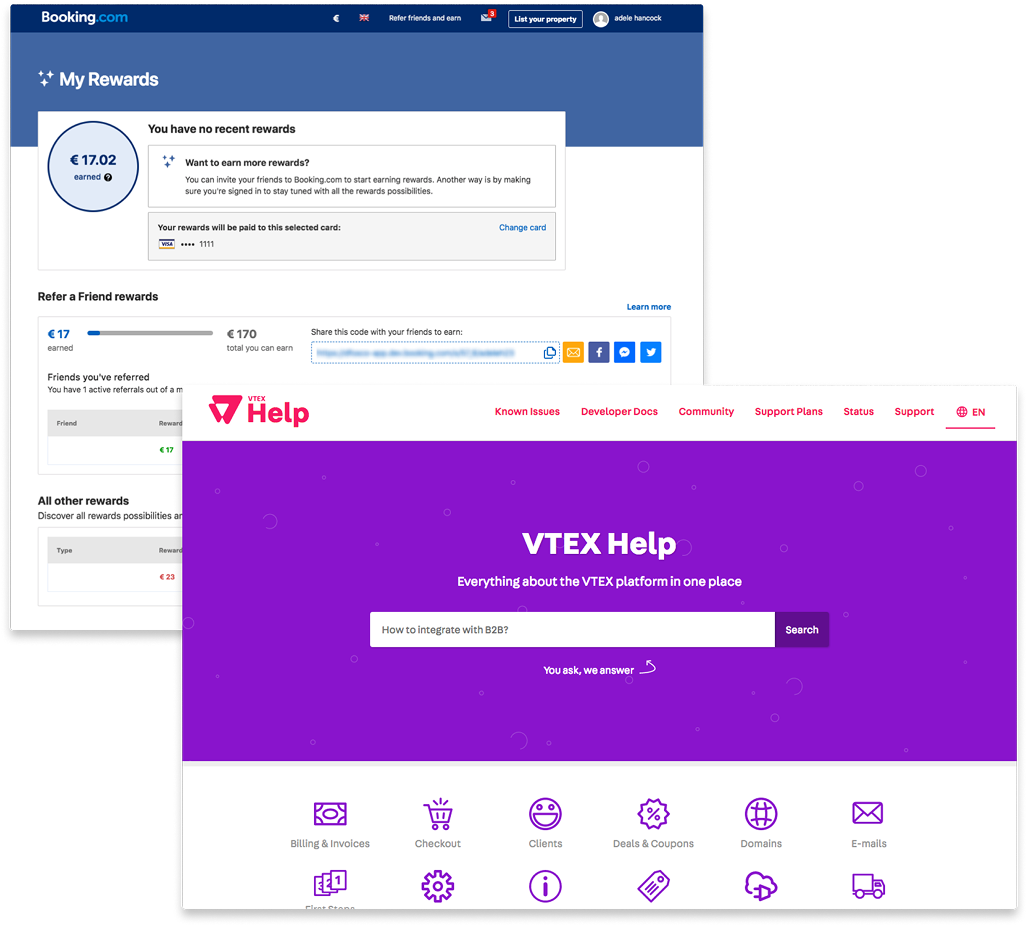 Booking.com
€
Refer friends and earn
3
List your property
adele hancock
My Rewards
€ 17.02
earned
You have no recent rewards
Want to earn more rewards?
You can invite your friends to Booking.com to start earning rewards. Another way is by making
sure you're signed in to stay tuned with all the rewards possibilities.
Your rewards will be paid to this selected card:
Change card
VISA •••• 1111
Refer a Friend rewards
Learn more
€ 17
earned
€ 170
total you can earn
Share this code with your friends to earn:
Friends you've referred
You have 1 active referrals out of a m
Friend
Reward
€ 17
All other rewards
Discover all rewards possibilities an
Type
Reward
€ 23
VTEX
Help
Known Issues
Developer Docs
Community
Support Plans
Status
Support
EN
VTEX Help
Everything about the VTEX platform in one place
How to integrate with B2B?
Search
You ask, we answer
Billing & Invoices
Checkout
Clients
Deals & Coupons
Domains
E-mails
3 2 1
First Steps